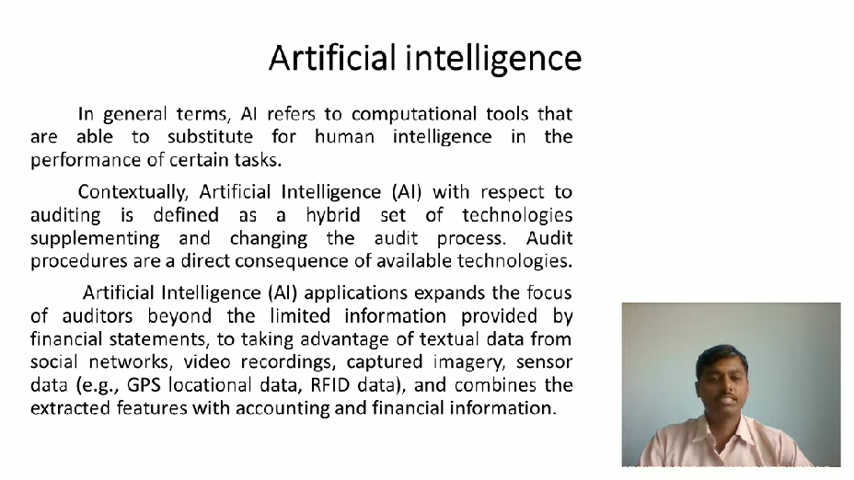 Artificial intelligence
In general terms, AI refers to computational tools that
are able to substitute for human intelligence in the
performance of certain tasks.
Contextually, Artificial Intelligence (AI) with respect to
auditing is defined as a hybrid set of technologies
supplementing and changing the audit process. Audit
procedures are a direct consequence of available technologies.
Artificial Intelligence (AI) applications expands the focus
of auditors beyond the limited information provided by
financial statements, to taking advantage of textual data from
social networks, video recordings, captured imagery, sensor
data (e.g., GPS locational data, RFID data), and combines the
extracted features with accounting and financial information.